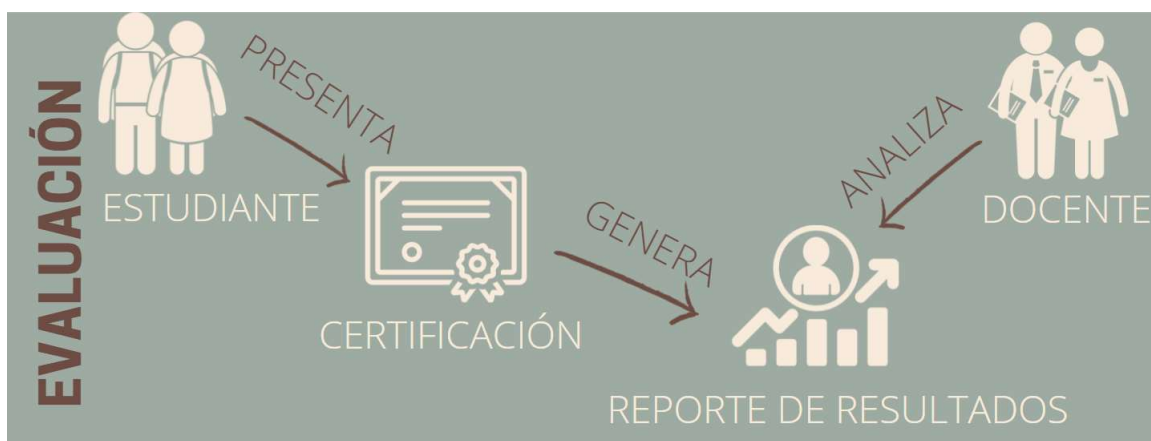 EVALUACIÓN
PRESENTA
ESTUDIANTE
CERTIFICACIÓN
GENERA
ANALIZA
DOCENTE
REPORTE DE RESULTADOS